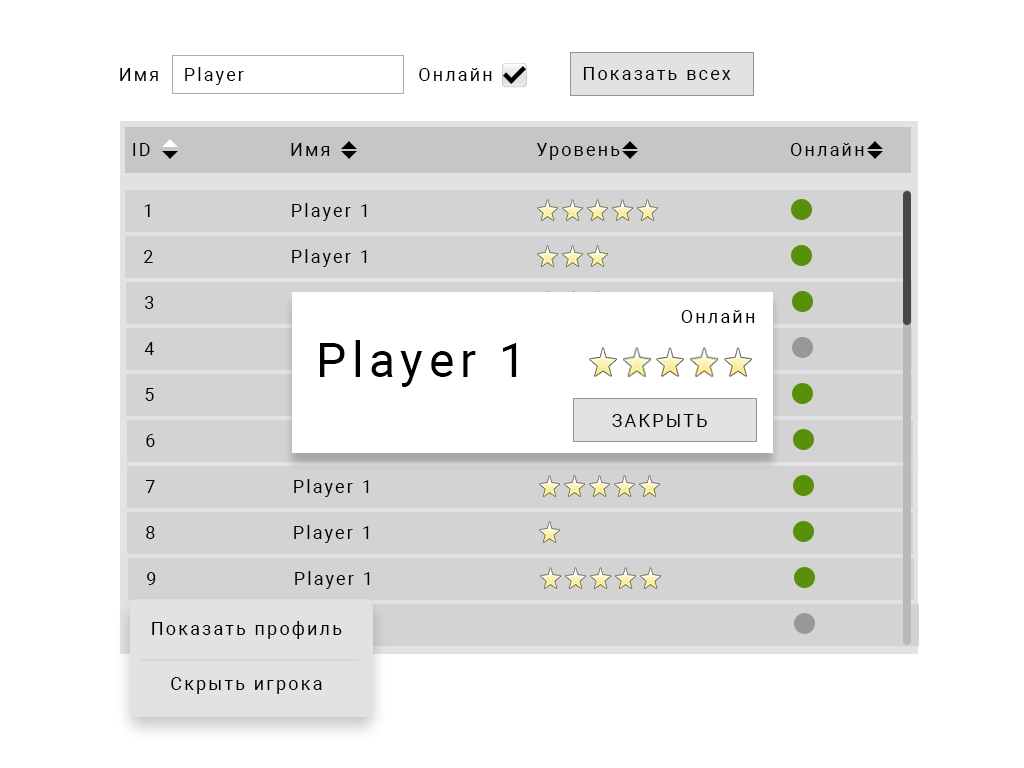 Имя Player Онлайн Показать всех
ID Имя Уровень Онлайн
1 Player 1
2 Player 1
3
Онлайн
4
Player 1
5
ЗАКРЫТЬ
6
7 Player 1
8 Player 1
9 Player 1
Показать профиль
Скрыть игрока